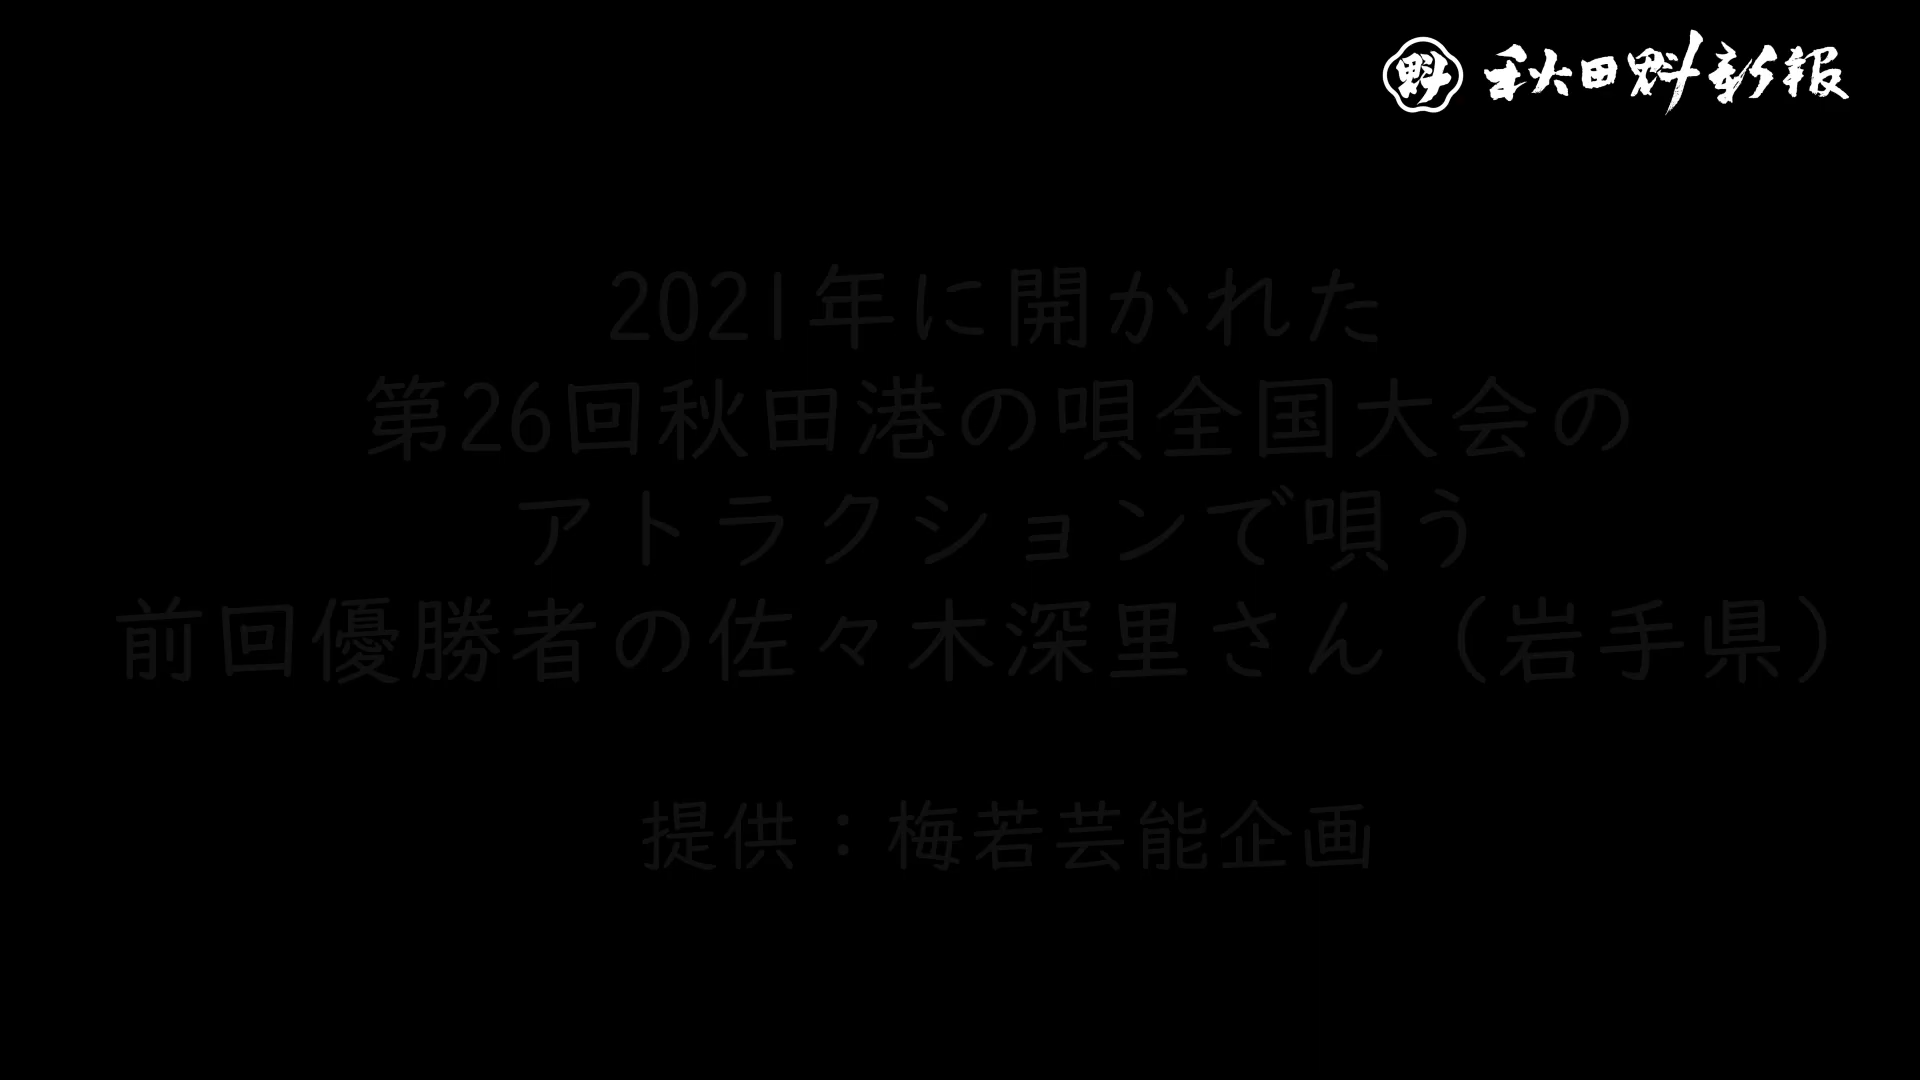 秋田魁新報
2021年に開かれた
第26回秋田港の唄全国大会の
アトラクションで唄う
前回優勝者の佐々木深里さん（岩手県）
提供：梅若芸能企画